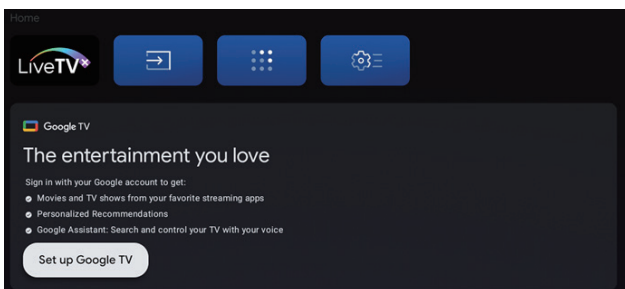 Home
LiveTVx
Google TV
The entertainment you love
Sign in with your Google account to get:
Movies and TV shows from your favorite streaming apps
Personalized Recommendations
Google Assistant: Search and control your TV with your voice
Set up Google TV